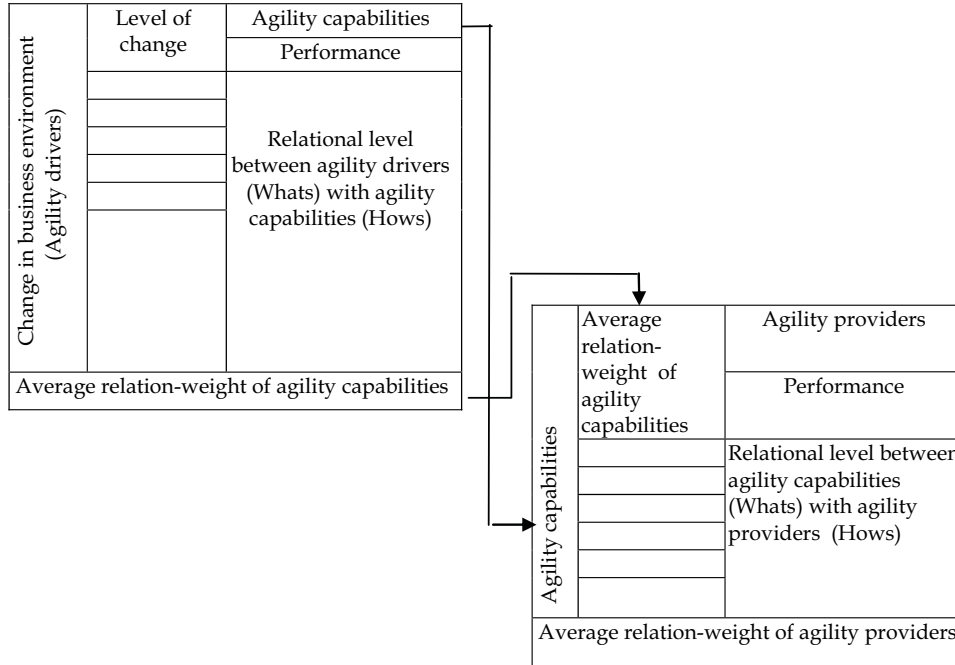 Change in business environment
(Agility drivers)
Level of
change
Agility capabilities
Performance
Relational level
between agility drivers
(Whats) with agility
capabilities (Hows)
Average relation-weight of agility capabilities
Agility capabilities
Average
relation-
weight of
agility
capabilities
Agility providers
Performance
Relational level between
agility capabilities
(Whats) with agility
providers (Hows)
Average relation-weight of agility providers